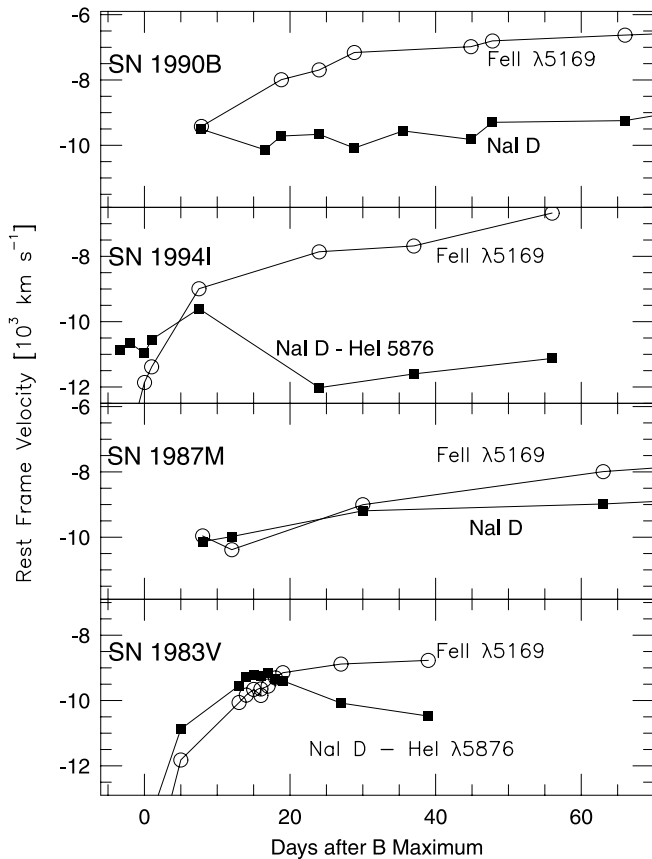 -6
SN 1990B
FeII λ5169
-8
-10
NaI D
SN 1994I
-8
FeII λ5169
-10
NaI D - HeI 5876
-12
-6
SN 1987M
FeII λ5169
-8
NaI D
-10
SN 1983V
FeII λ5169
-8
-10
NaI D - HeI λ5876
-12
0 20 40 60
Days after B Maximum
Rest Frame Velocity [10³ km s⁻¹]